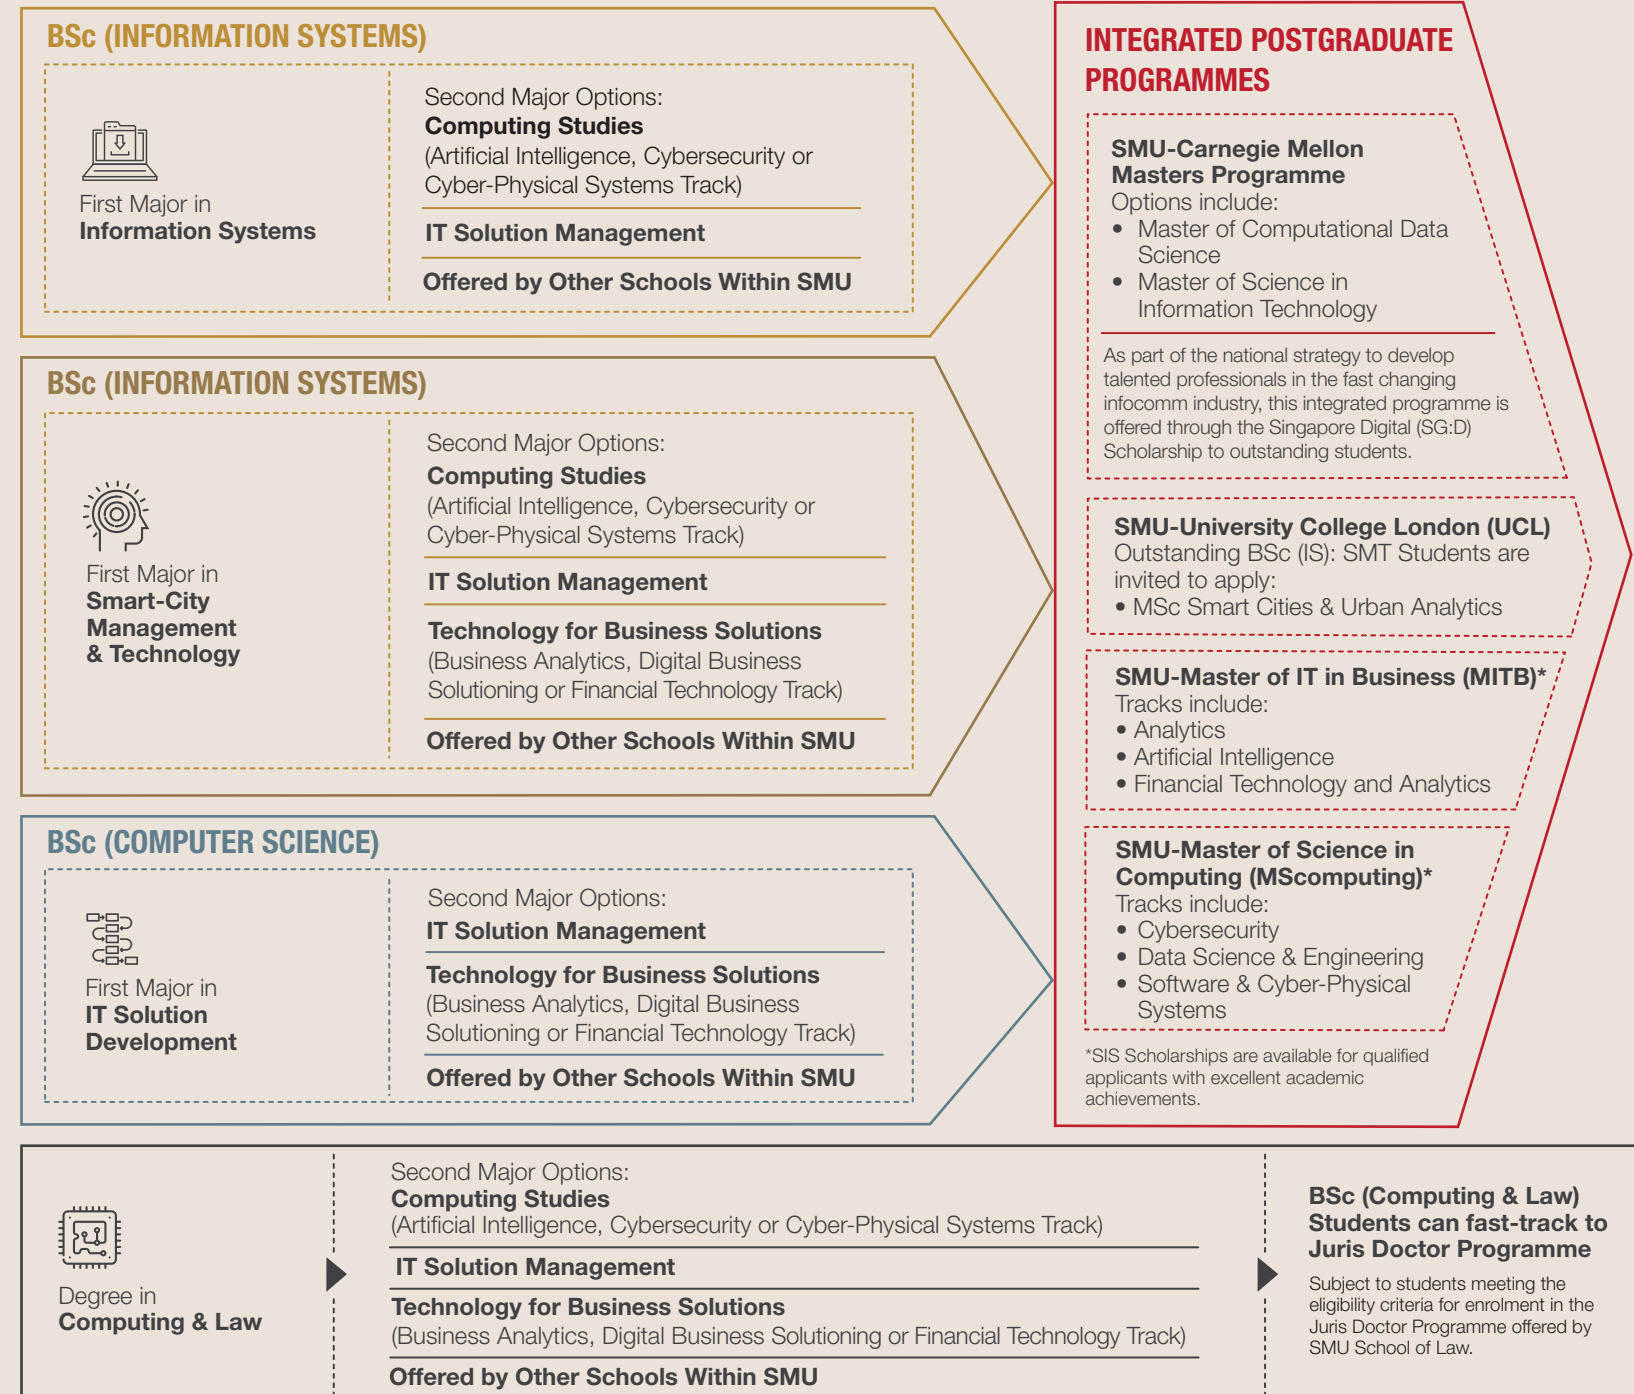 BSc (INFORMATION SYSTEMS)
First Major in
Information Systems
Second Major Options:
Computing Studies
(Artificial Intelligence, Cybersecurity or
Cyber-Physical Systems Track)
IT Solution Management
Offered by Other Schools Within SMU
BSc (INFORMATION SYSTEMS)
First Major in
Smart-City
Management
& Technology
Second Major Options:
Computing Studies
(Artificial Intelligence, Cybersecurity or
Cyber-Physical Systems Track)
IT Solution Management
Technology for Business Solutions
(Business Analytics, Digital Business
Solutioning or Financial Technology Track)
Offered by Other Schools Within SMU
BSc (COMPUTER SCIENCE)
First Major in
IT Solution
Development
Second Major Options:
IT Solution Management
Technology for Business Solutions
(Business Analytics, Digital Business
Solutioning or Financial Technology Track)
Offered by Other Schools Within SMU
INTEGRATED POSTGRADUATE
PROGRAMMES
SMU-Carnegie Mellon
Masters Programme
Options include:
• Master of Computational Data
Science
• Master of Science in
Information Technology
As part of the national strategy to develop
talented professionals in the fast changing
infocomm industry, this integrated programme is
offered through the Singapore Digital (SG:D)
Scholarship to outstanding students.
SMU-University College London (UCL)
Outstanding BSc (IS): SMT Students are
invited to apply:
• MSc Smart Cities & Urban Analytics
SMU-Master of IT in Business (MITB)*
Tracks include:
• Analytics
• Artificial Intelligence
• Financial Technology and Analytics
SMU-Master of Science in
Computing (MScomputing)*
Tracks include:
• Cybersecurity
• Data Science & Engineering
• Software & Cyber-Physical
Systems
*SIS Scholarships are available for qualified
applicants with excellent academic
achievements.
Degree in
Computing & Law
Second Major Options:
Computing Studies
(Artificial Intelligence, Cybersecurity or Cyber-Physical Systems Track)
IT Solution Management
Technology for Business Solutions
(Business Analytics, Digital Business Solutioning or Financial Technology Track)
Offered by Other Schools Within SMU
BSc (Computing & Law)
Students can fast-track to
Juris Doctor Programme
Subject to students meeting the
eligibility criteria for enrolment in the
Juris Doctor Programme offered by
SMU School of Law.